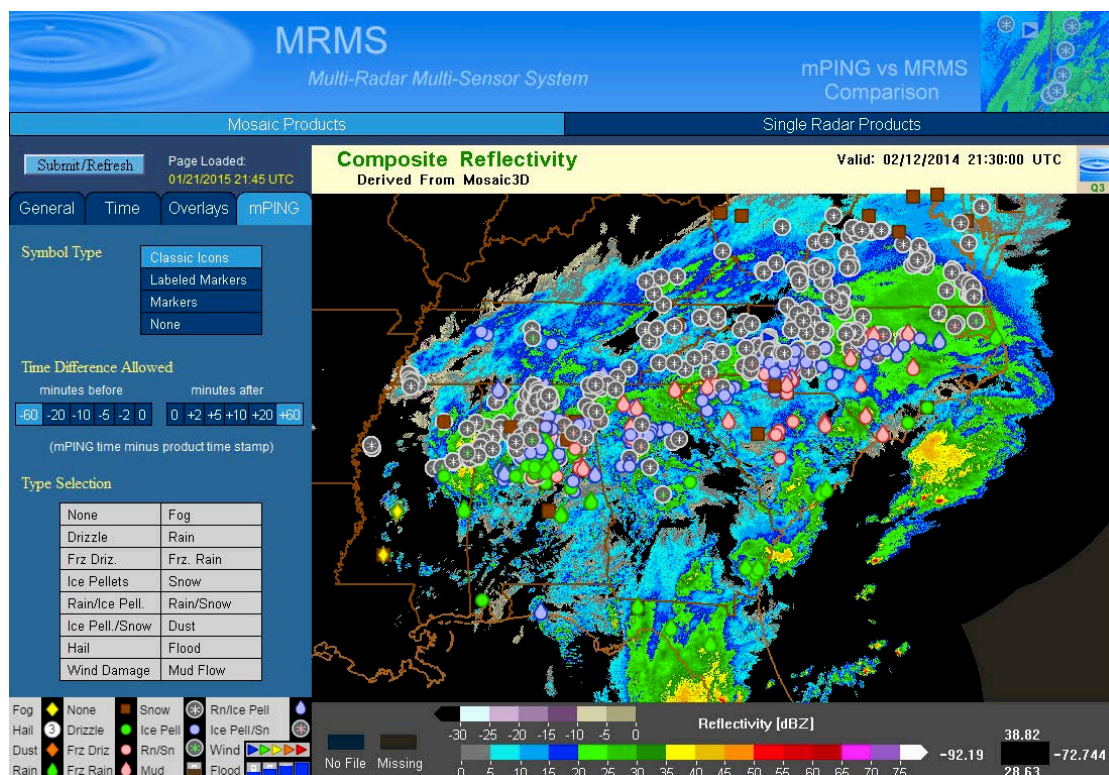 MRMS
Multi-Radar Multi-Sensor System
mPING vs MRMS
Comparison
Mosaic Products
Single Radar Products
Submit/Refresh
Page Loaded:
01/21/2015 21:45 UTC
General Time Overlays mPING
Composite Reflectivity
Derived From Mosaic3D
Valid: 02/12/2014 21:30:00 UTC
Q3
Symbol Type
Classic Icons
Labeled Markers
Markers
None
Time Difference Allowed
minutes before minutes after
-60 -20 -10 -5 -2 0 0 +2 +5 +10 +20 +60
(mPING time minus product time stamp)
Type Selection
None Fog
Drizzle Rain
Frz Driz. Frz. Rain
Ice Pellets Snow
Rain/Ice Pell. Rain/Snow
Ice Pell./Snow Dust
Hail Flood
Wind Damage Mud Flow
Fog None Snow Rn/Ice Pell
Hail 3 Drizzle Ice Pell Ice Pell/Sn
Dust Frz Driz Rn/Sn Wind
Rain Frz Rain Mud Flood
No File Missing
-30 -25 -20 -15 -10 -5 0
Reflectivity [dBZ]
0 5 10 15 20 25 30 35 40 45 50 55 60 65 70 75
38.82
-92.19 -72.744
28.63